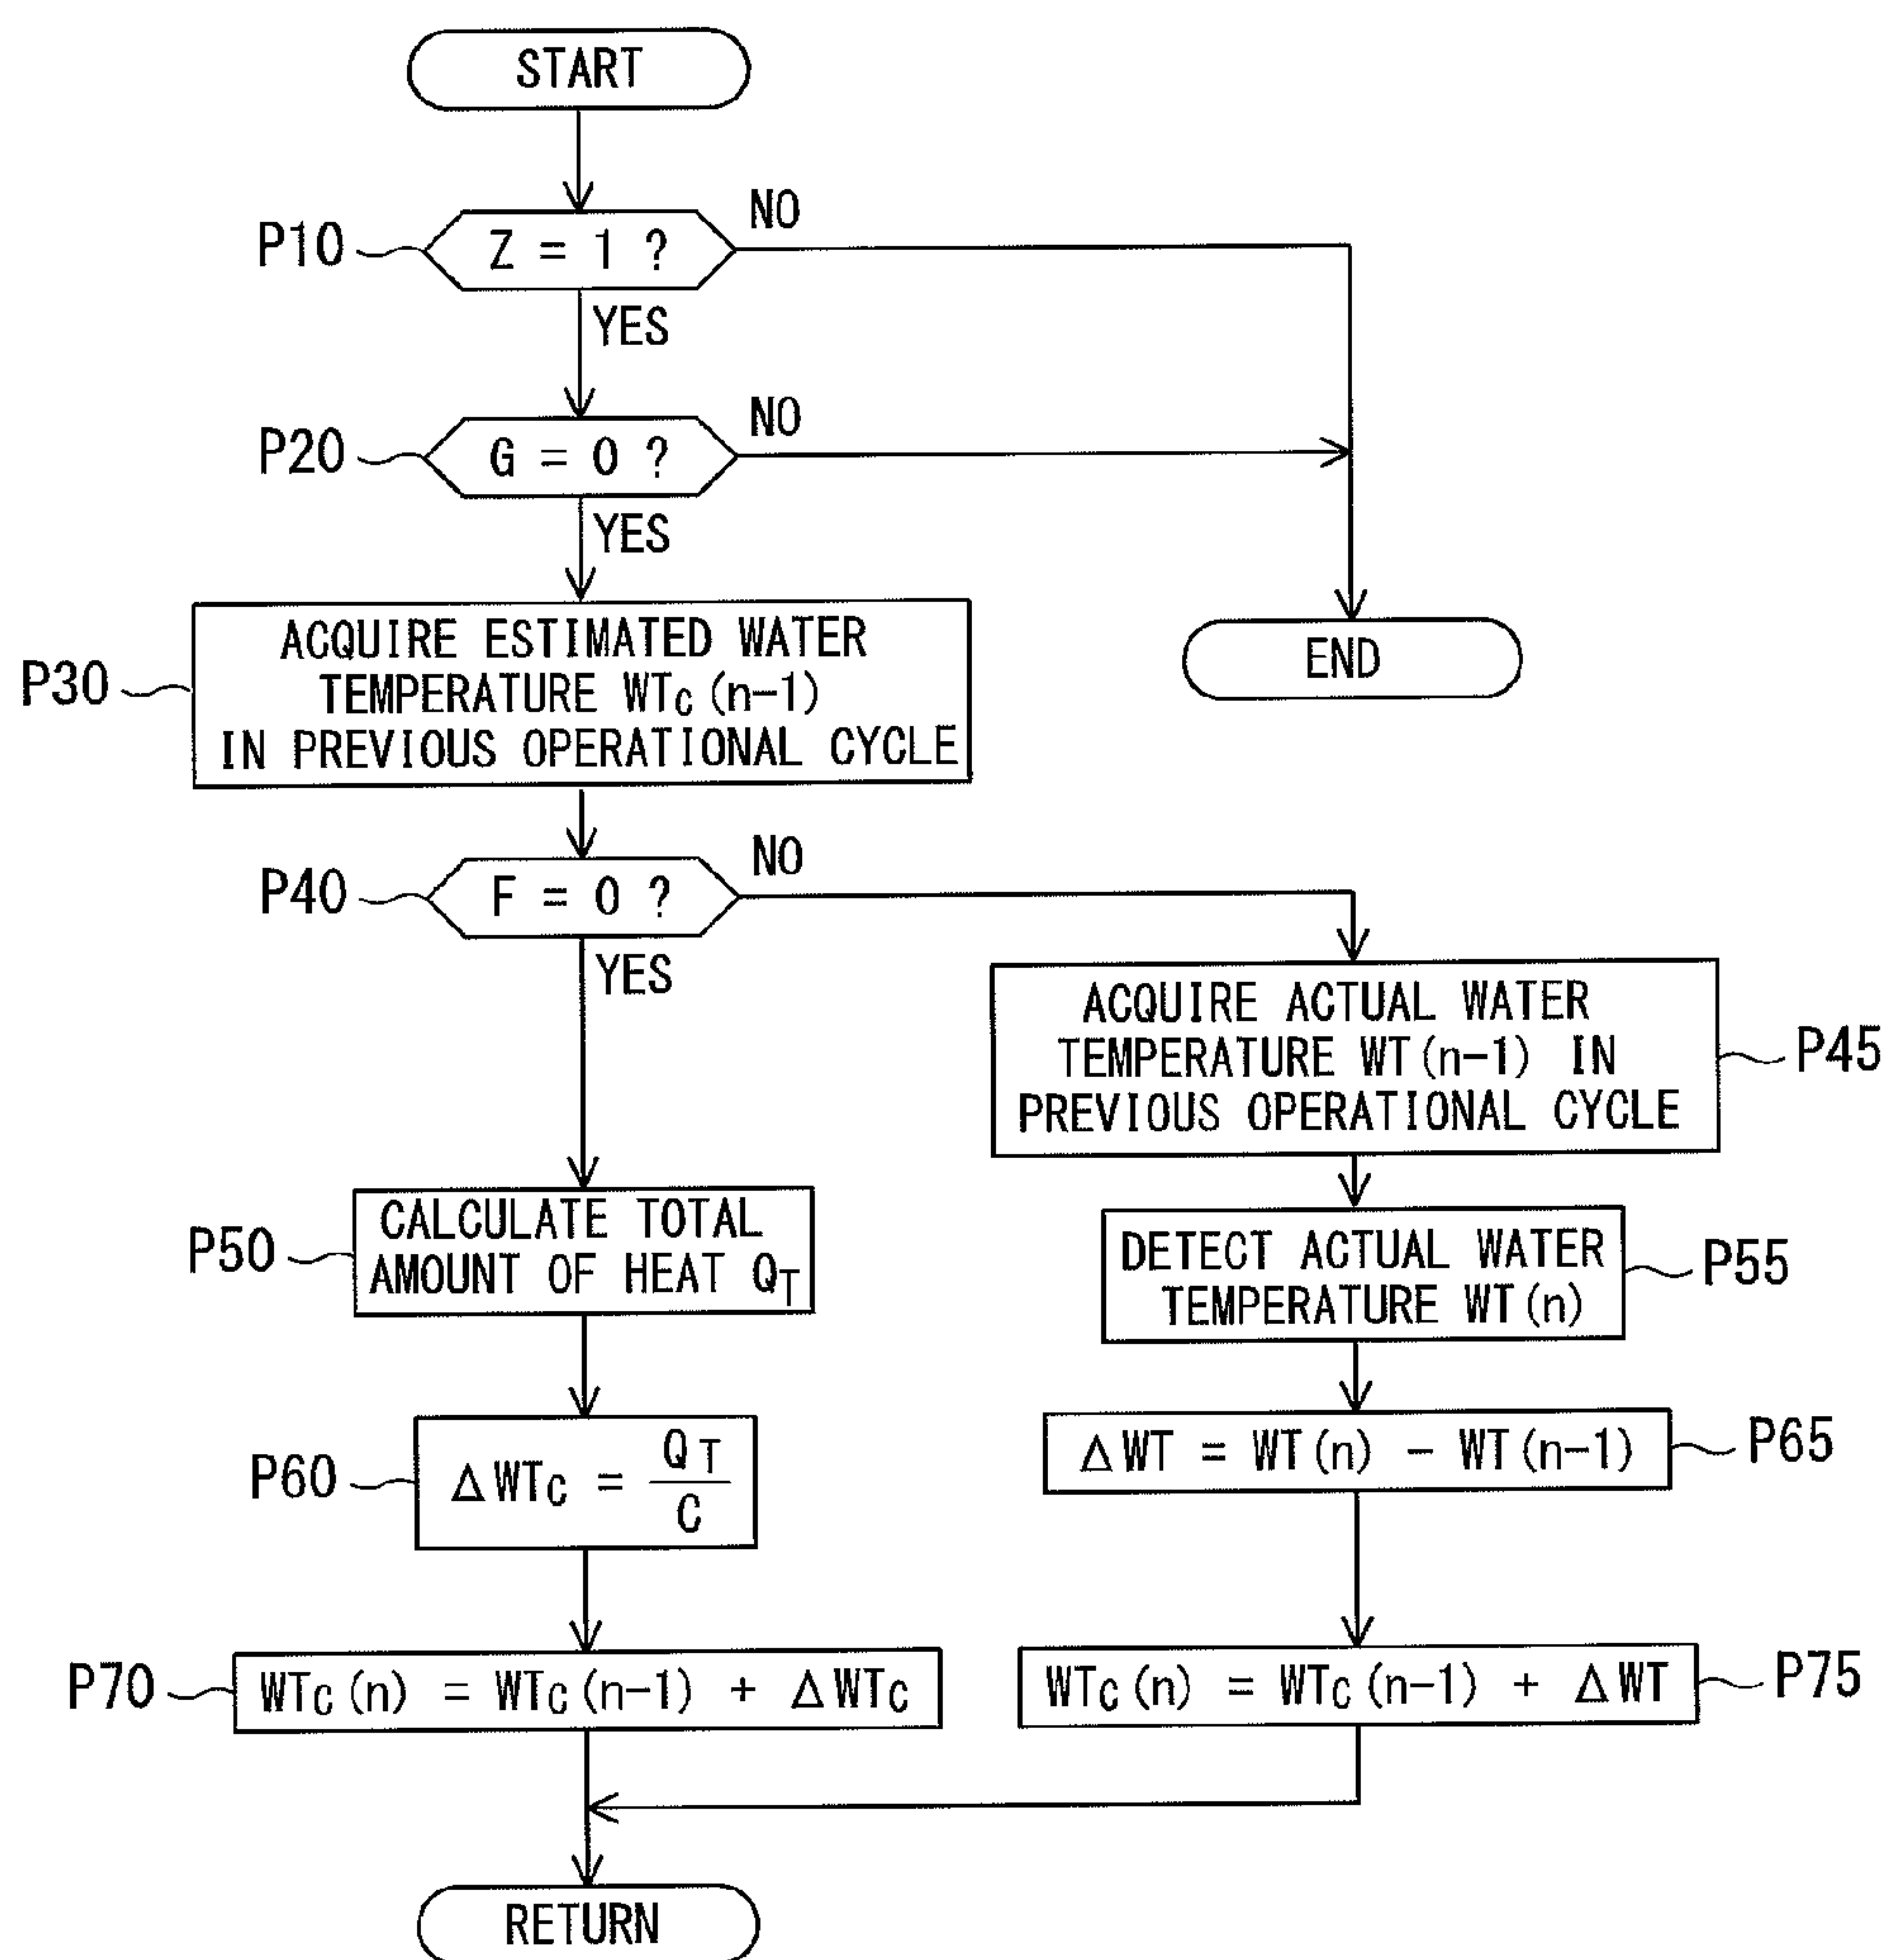 START
P10
Z = 1 ?
NO
YES
P20
G = 0 ?
NO
YES
P30
ACQUIRE ESTIMATED WATER
TEMPERATURE WTC (n-1)
IN PREVIOUS OPERATIONAL CYCLE
END
P40
F = 0 ?
NO
YES
ACQUIRE ACTUAL WATER
TEMPERATURE WT (n-1) IN
PREVIOUS OPERATIONAL CYCLE
P45
P50
CALCULATE TOTAL
AMOUNT OF HEAT QT
DETECT ACTUAL WATER
TEMPERATURE WT (n)
P55
P60
ΔWTC = QT / C
ΔWT = WT (n) - WT (n-1)
P65
P70
WTC (n) = WTC (n-1) + ΔWTC
WTC (n) = WTC (n-1) + ΔWT
P75
RETURN